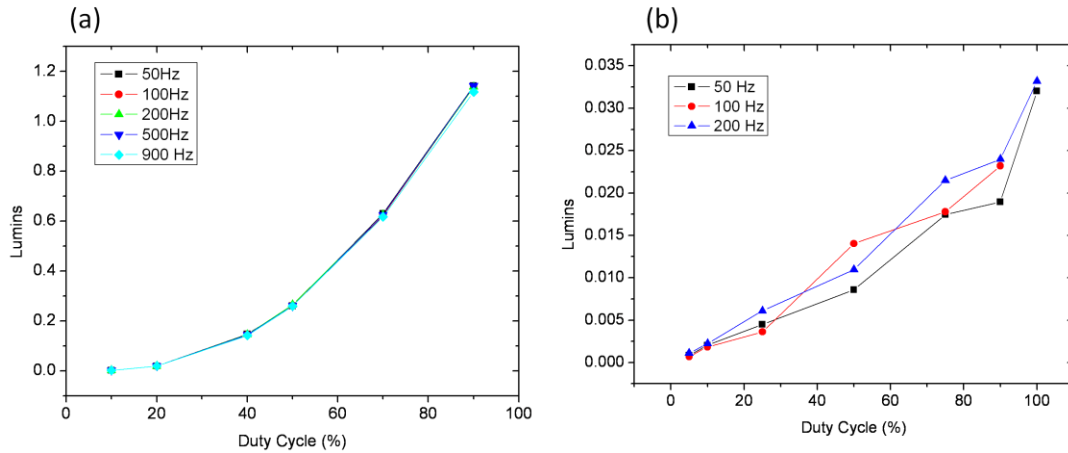 (a)
1.2
1.0
0.8
0.6
0.4
0.2
0.0
Lumins
50Hz
100Hz
200Hz
500Hz
900 Hz
0 20 40 60 80 100
Duty Cycle (%)
(b)
0.035
0.030
0.025
0.020
0.015
0.010
0.005
0.000
Lumins
50 Hz
100 Hz
200 Hz
0 20 40 60 80 100
Duty Cycle (%)